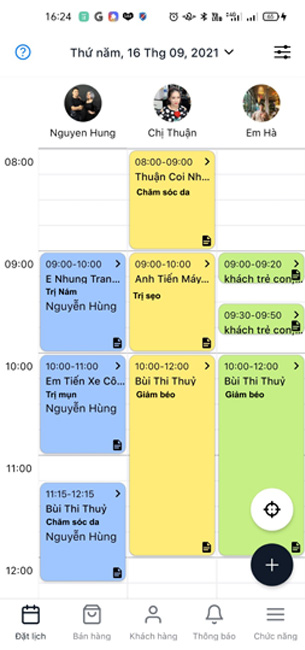 16:24
65
Thứ năm, 16 Thg 09, 2021
Nguyen Hung
Chị Thuận
Em Hà
08:00
08:00-09:00
Thuận Coi Nh...
Chăm sóc da
09:00
09:00-10:00
E Nhung Tran...
Trị Nám
Nguyễn Hùng
09:00-10:00
Anh Tiến Máy...
Trị sẹo
09:00-09:20
khách trẻ con,...
09:30-09:50
khách trẻ con,...
10:00
10:00-11:00
Em Tiến Xe Cô...
Trị mụn
Nguyễn Hùng
10:00-12:00
Bùi Thi Thuỷ
Giảm béo
10:00-12:00
Bùi Thi Thuỷ
Giảm béo
11:00
11:15-12:15
Bùi Thi Thuỷ
Chăm sóc da
Nguyễn Hùng
12:00
Đặt lịch
Bán hàng
Khách hàng
Thông báo
Chức năng